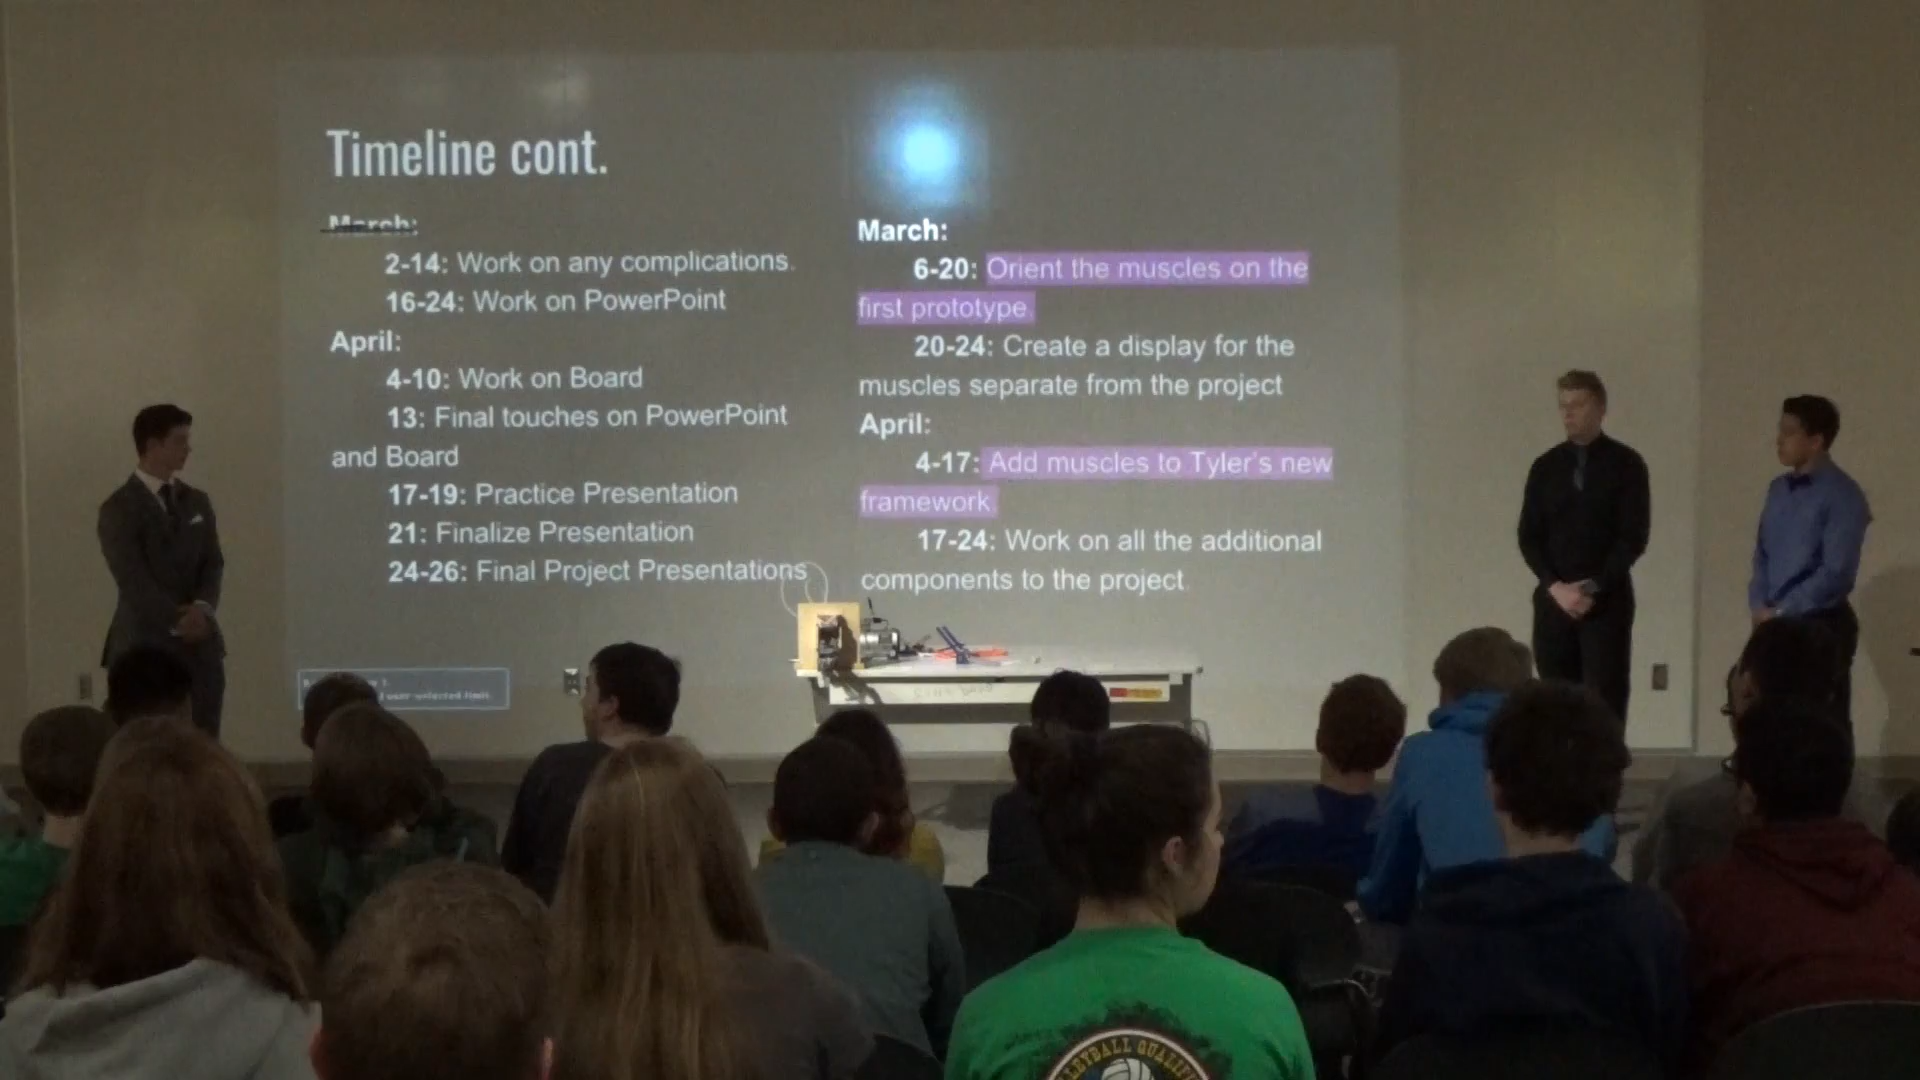 Timeline cont.
March:
2-14: Work on any complications.
16-24: Work on PowerPoint
April:
4-10: Work on Board
13: Final touches on PowerPoint
and Board
17-19: Practice Presentation
21: Finalize Presentation
24-26: Final Project Presentations
March:
6-20: Orient the muscles on the
first prototype.
20-24: Create a display for the
muscles separate from the project
April:
4-17: Add muscles to Tyler's new
framework
17-24: Work on all the additional
components to the project.
user selected limit.